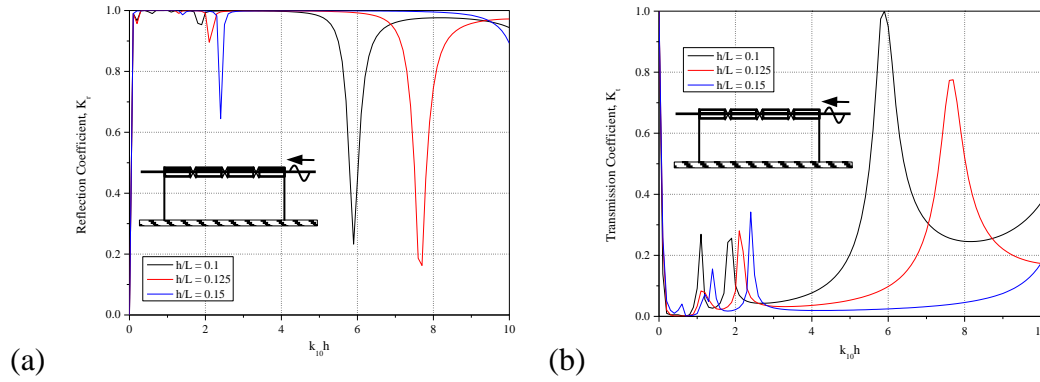 1.0
0.8
0.6
0.4
0.2
0.0
0
2
4
6
8
10
Reflection Coefficient, K_r
k_10h
h/L = 0.1
h/L = 0.125
h/L = 0.15
(a)
1.0
0.8
0.6
0.4
0.2
0.0
0
2
4
6
8
Transmission Coefficient, K_t
k_10h
h/L = 0.1
h/L = 0.125
h/L = 0.15
(b)